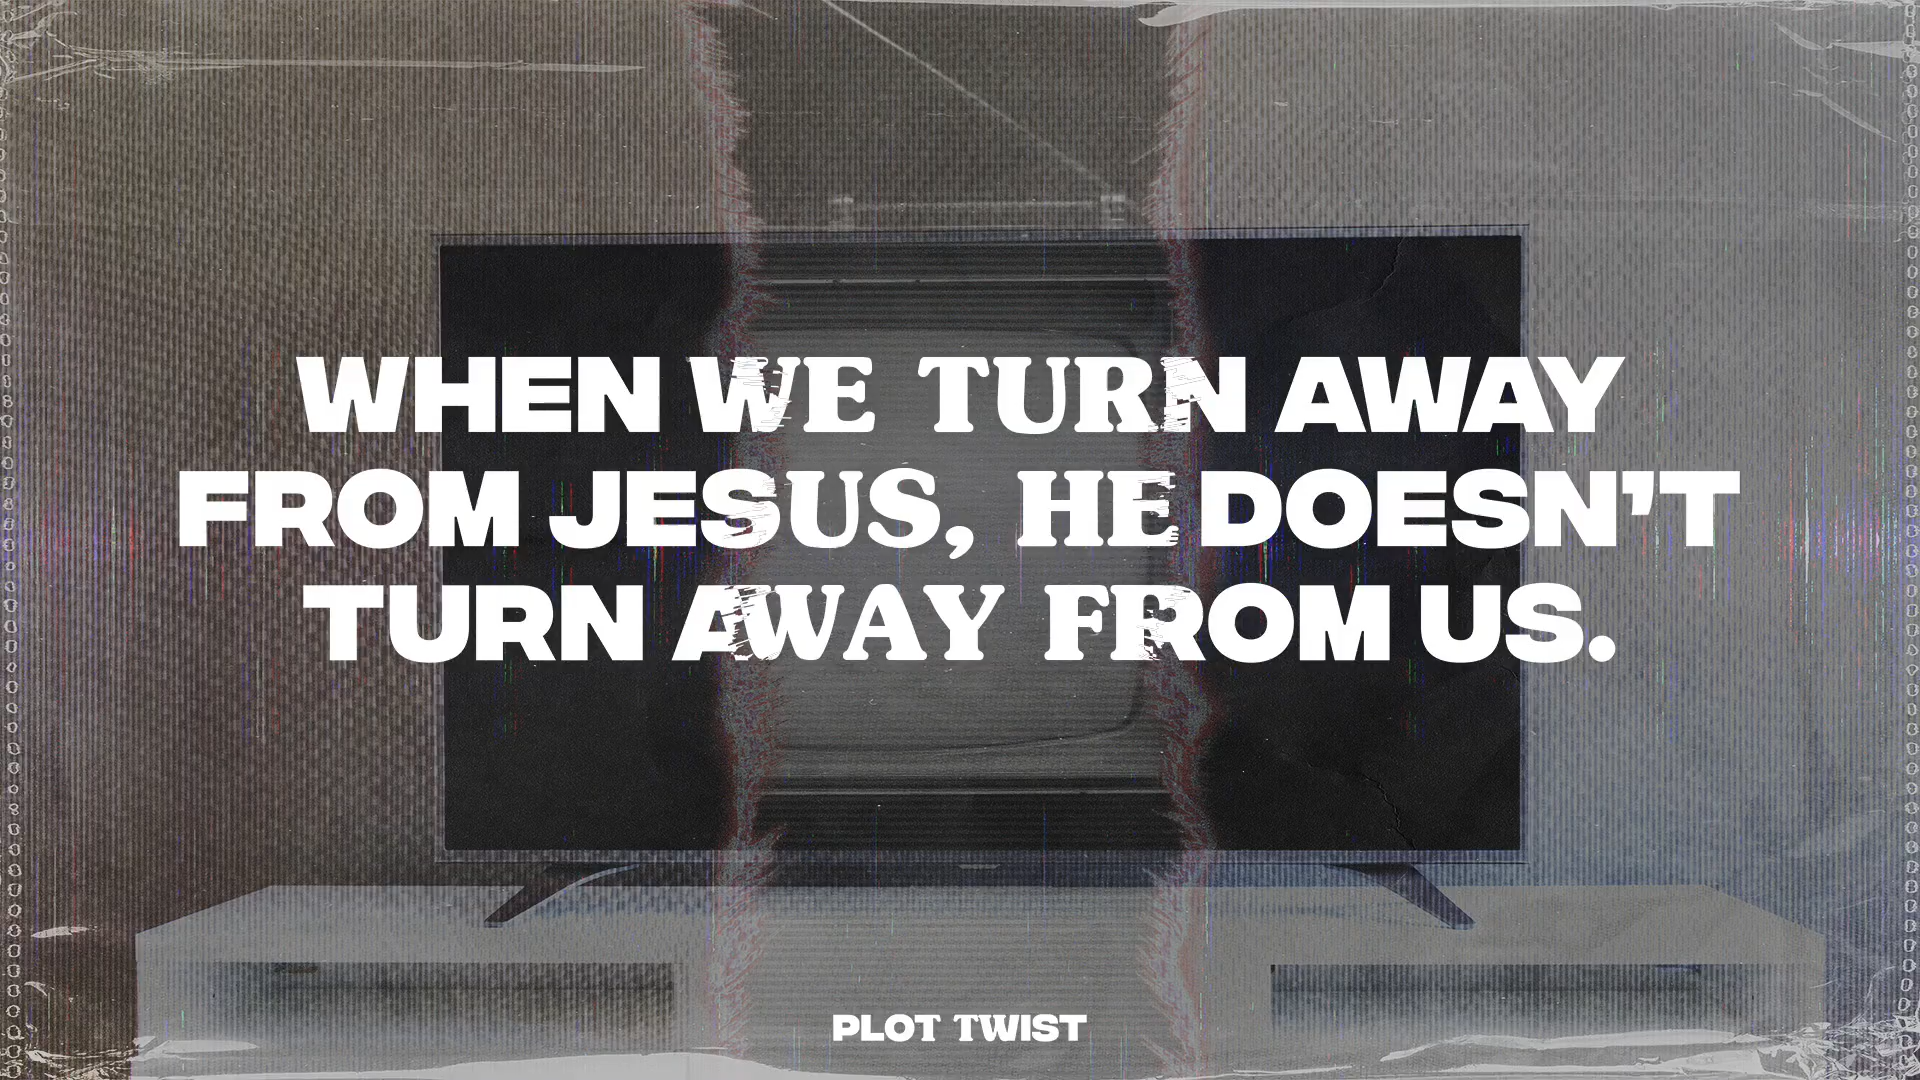 WHEN WE TURN AWAY
FROM JESUS, HE DOESN'T
TURN AWAY FROM US.
PLOT TWIST